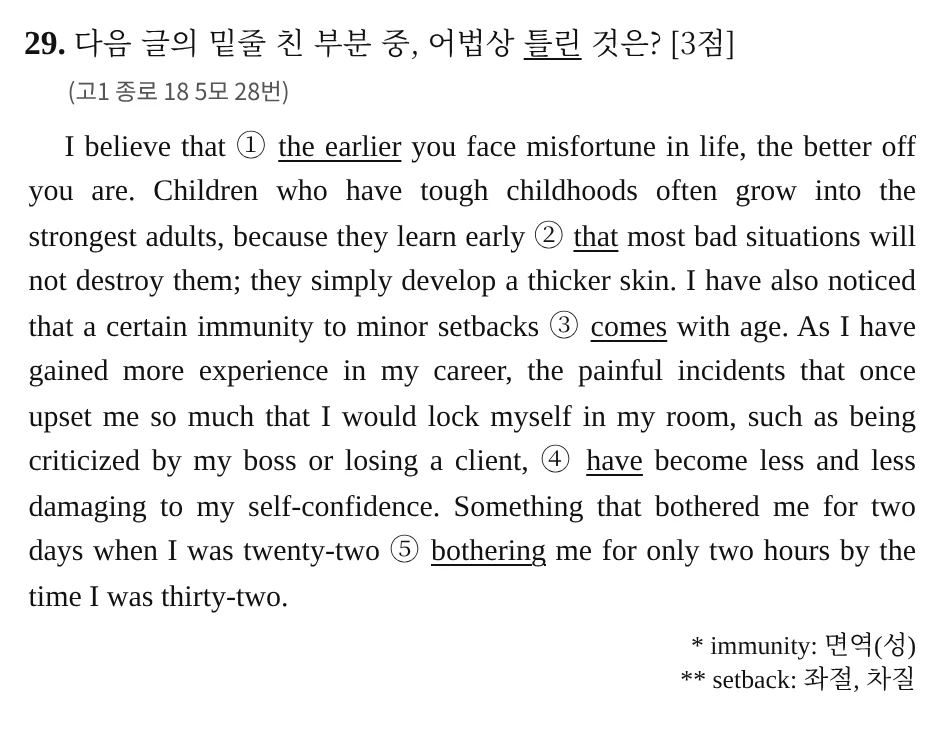 29. 다음 글의 밑줄 친 부분 중, 어법상 틀린 것은? [3점]
(고1 종로 18 5모 28번)
I believe that ① the earlier you face misfortune in life, the better off
you are. Children who have tough childhoods often grow into the
strongest adults, because they learn early ② that most bad situations will
not destroy them; they simply develop a thicker skin. I have also noticed
that a certain immunity to minor setbacks ③ comes with age. As I have
gained more experience in my career, the painful incidents that once
upset me so much that I would lock myself in my room, such as being
criticized by my boss or losing a client, ④ have become less and less
damaging to my self-confidence. Something that bothered me for two
days when I was twenty-two ⑤ bothering me for only two hours by the
time I was thirty-two.
* immunity: 면역(성)
** setback: 좌절, 차질